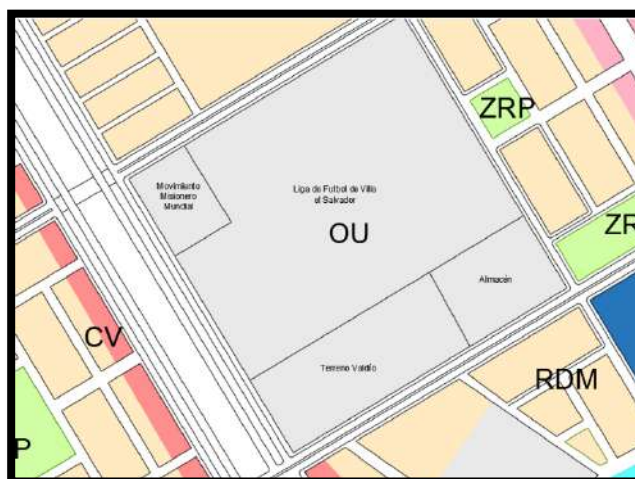 ZRP
Movimiento
Misionero
Mundial
Liga de Futbol de Villa
el Salvador
OU
ZR
Almacén
CV
Terreno Valdío
RDM
P